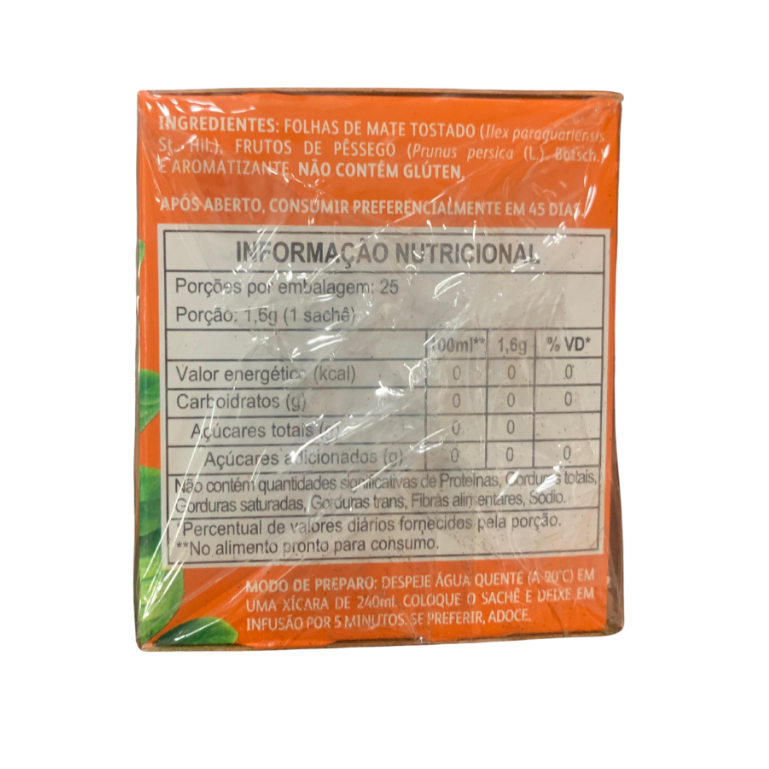 INGREDIENTES: FOLHAS DE MATE TOSTADO (Ilex paraguariensis
St. Hil.), FRUTOS DE PÊSSEGO (Prunus persica (L.) Batsch.)
E AROMATIZANTE. NÃO CONTÉM GLÚTEN.
*APÓS ABERTO, CONSUMIR PREFERENCIALMENTE EM 45 DIAS.
INFORMAÇÃO NUTRICIONAL
Porções por embalagem: 25
Porção: 1,6g (1 sachê)
100ml** 1,6g % VD*
Valor energético (kcal) 0 0 0
Carboidratos (g) 0 0 0
Açúcares totais (g) 0 0
Açúcares adicionados (g) 0 0 0
Não contém quantidades significativas de Proteínas, Gorduras totais,
Gorduras saturadas, Gorduras trans, Fibras alimentares, Sódio.
*Percentual de valores diários fornecidos pela porção.
**No alimento pronto para consumo.
MODO DE PREPARO: DESPEJE ÁGUA QUENTE (A 90°C) EM
UMA XÍCARA DE 240ml. COLOQUE O SACHÊ E DEIXE EM
INFUSÃO POR 5 MINUTOS. SE PREFERIR, ADOCE.